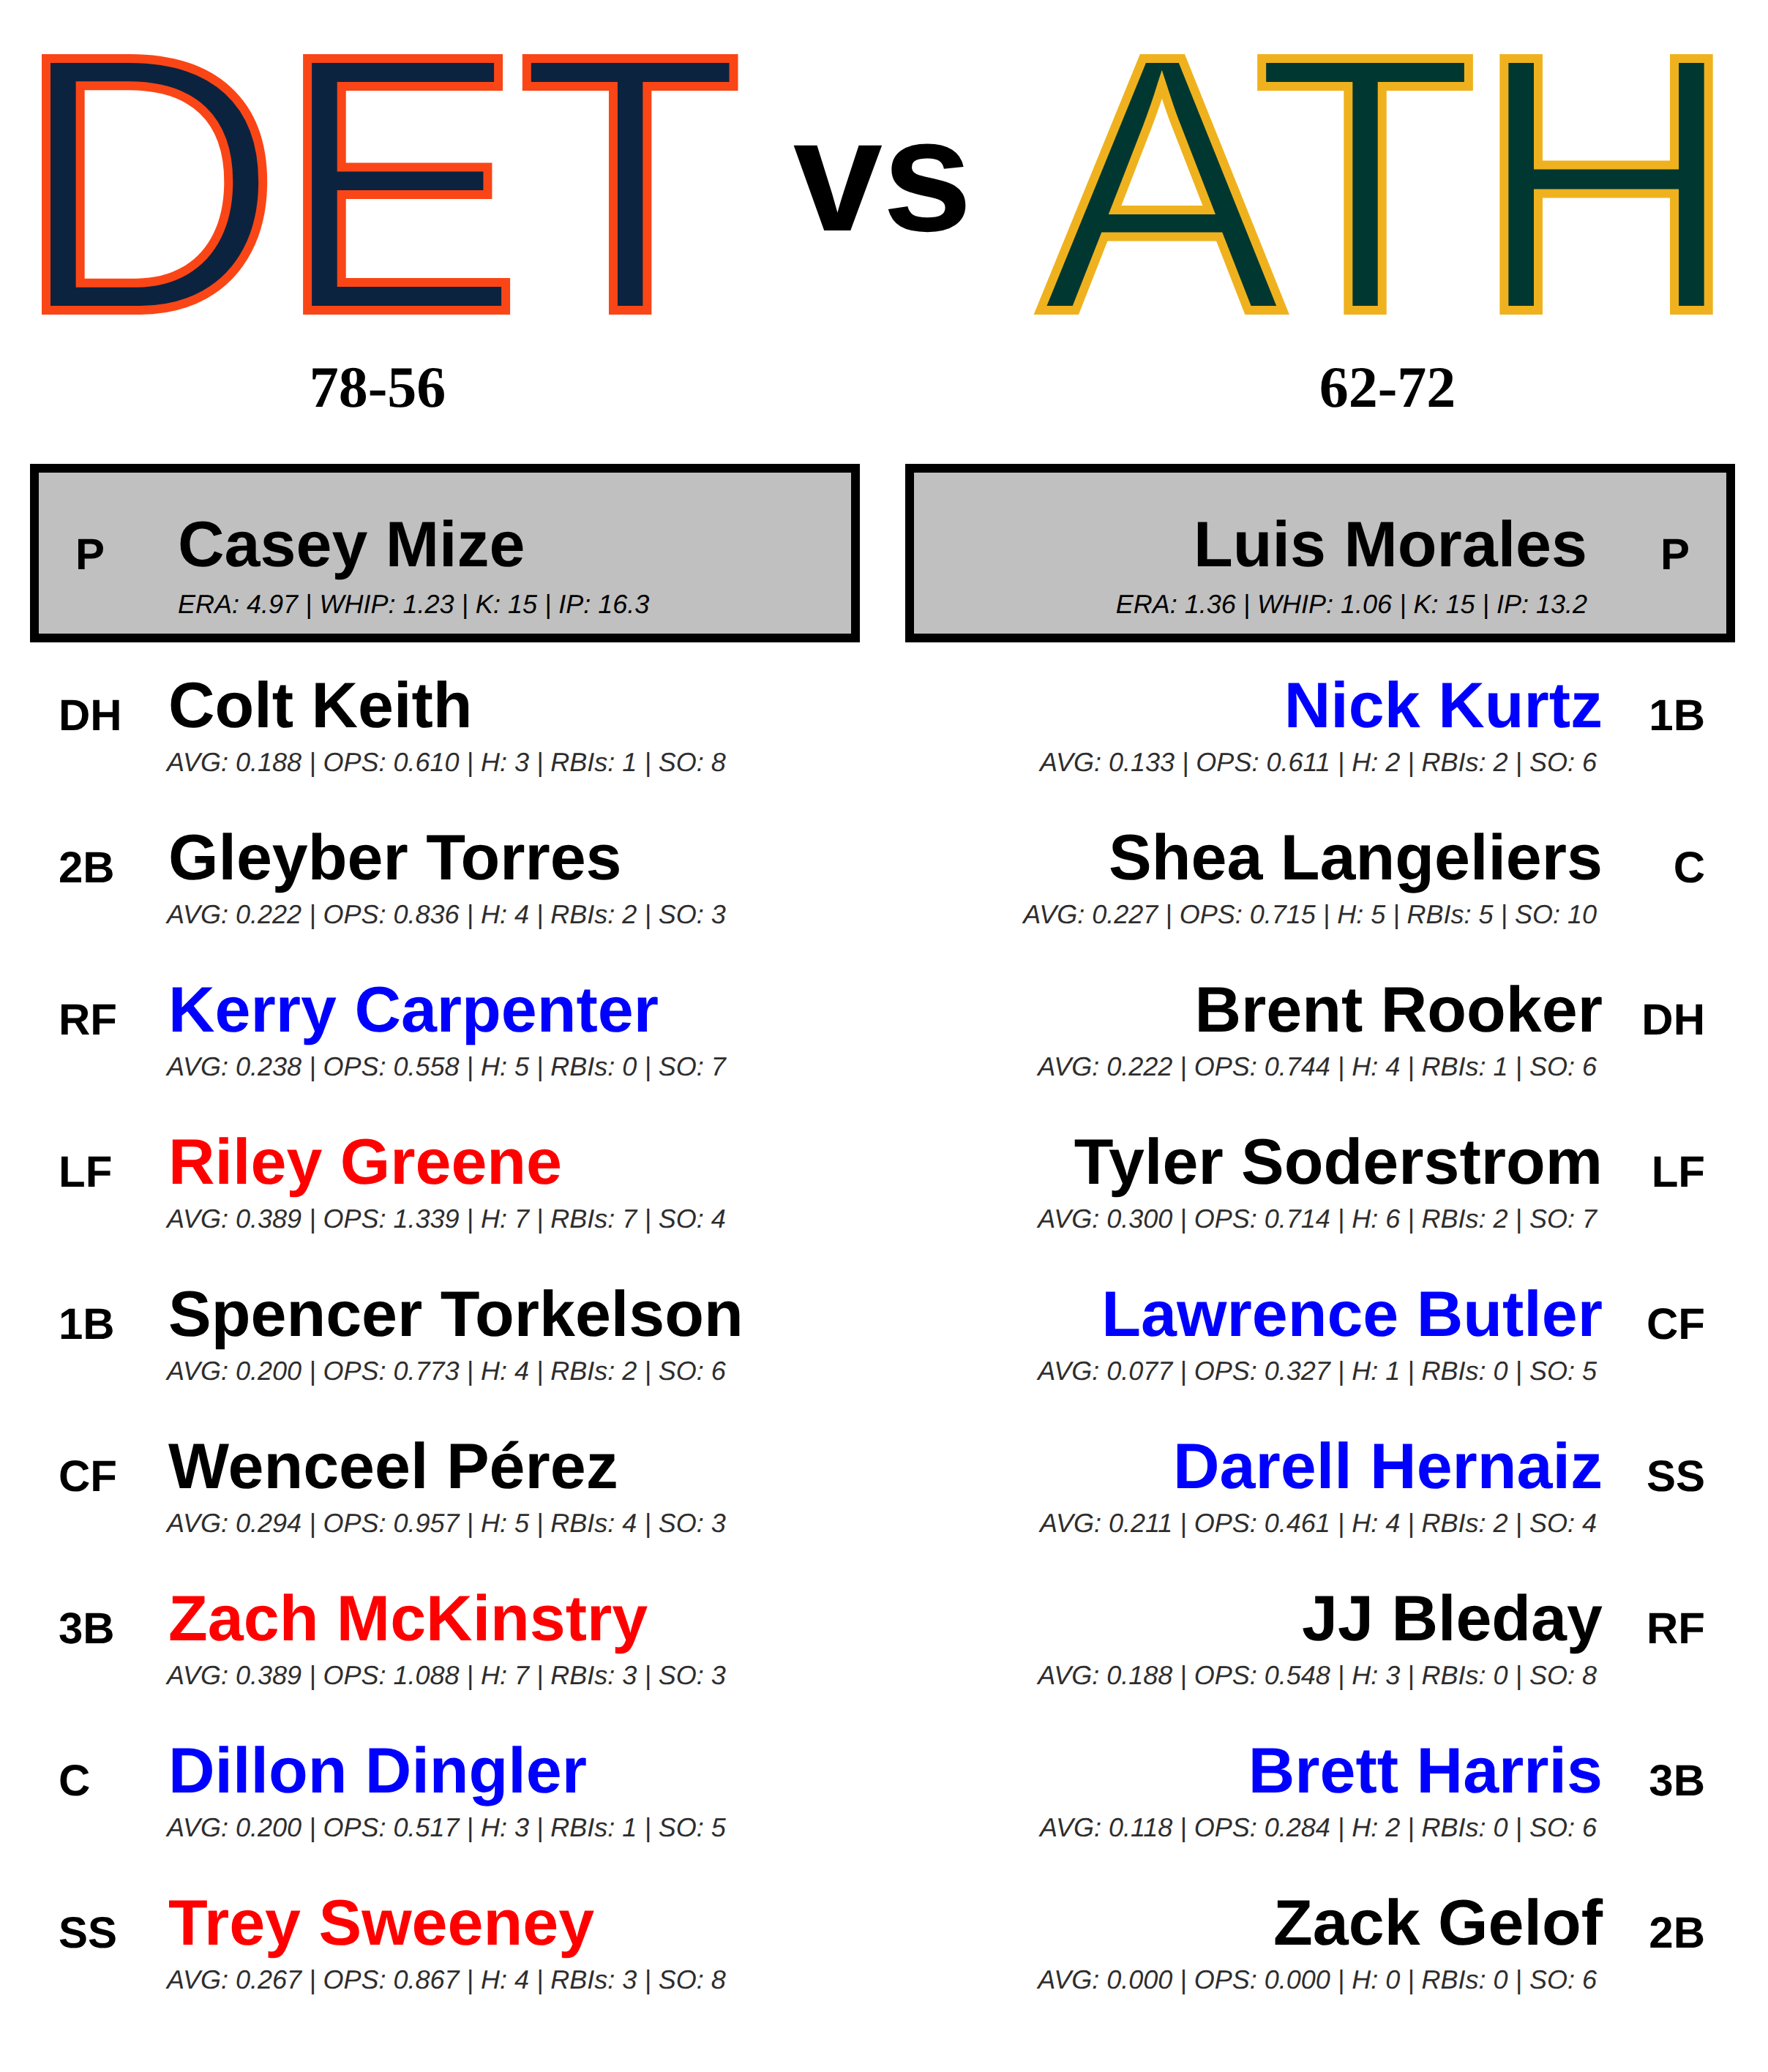 DET vs ATH
78-56
62-72
P Casey Mize
ERA: 4.97 | WHIP: 1.23 | K: 15 | IP: 16.3
Luis Morales P
ERA: 1.36 | WHIP: 1.06 | K: 15 | IP: 13.2
DH Colt Keith
AVG: 0.188 | OPS: 0.610 | H: 3 | RBIs: 1 | SO: 8
2B Gleyber Torres
AVG: 0.222 | OPS: 0.836 | H: 4 | RBIs: 2 | SO: 3
RF Kerry Carpenter
AVG: 0.238 | OPS: 0.558 | H: 5 | RBIs: 0 | SO: 7
LF Riley Greene
AVG: 0.389 | OPS: 1.339 | H: 7 | RBIs: 7 | SO: 4
1B Spencer Torkelson
AVG: 0.200 | OPS: 0.773 | H: 4 | RBIs: 2 | SO: 6
CF Wenceel Pérez
AVG: 0.294 | OPS: 0.957 | H: 5 | RBIs: 4 | SO: 3
3B Zach McKinstry
AVG: 0.389 | OPS: 1.088 | H: 7 | RBIs: 3 | SO: 3
C Dillon Dingler
AVG: 0.200 | OPS: 0.517 | H: 3 | RBIs: 1 | SO: 5
SS Trey Sweeney
AVG: 0.267 | OPS: 0.867 | H: 4 | RBIs: 3 | SO: 8
Nick Kurtz 1B
AVG: 0.133 | OPS: 0.611 | H: 2 | RBIs: 2 | SO: 6
Shea Langeliers C
AVG: 0.227 | OPS: 0.715 | H: 5 | RBIs: 5 | SO: 10
Brent Rooker DH
AVG: 0.222 | OPS: 0.744 | H: 4 | RBIs: 1 | SO: 6
Tyler Soderstrom LF
AVG: 0.300 | OPS: 0.714 | H: 6 | RBIs: 2 | SO: 7
Lawrence Butler CF
AVG: 0.077 | OPS: 0.327 | H: 1 | RBIs: 0 | SO: 5
Darell Hernaiz SS
AVG: 0.211 | OPS: 0.461 | H: 4 | RBIs: 2 | SO: 4
JJ Bleday RF
AVG: 0.188 | OPS: 0.548 | H: 3 | RBIs: 0 | SO: 8
Brett Harris 3B
AVG: 0.118 | OPS: 0.284 | H: 2 | RBIs: 0 | SO: 6
Zack Gelof 2B
AVG: 0.000 | OPS: 0.000 | H: 0 | RBIs: 0 | SO: 6